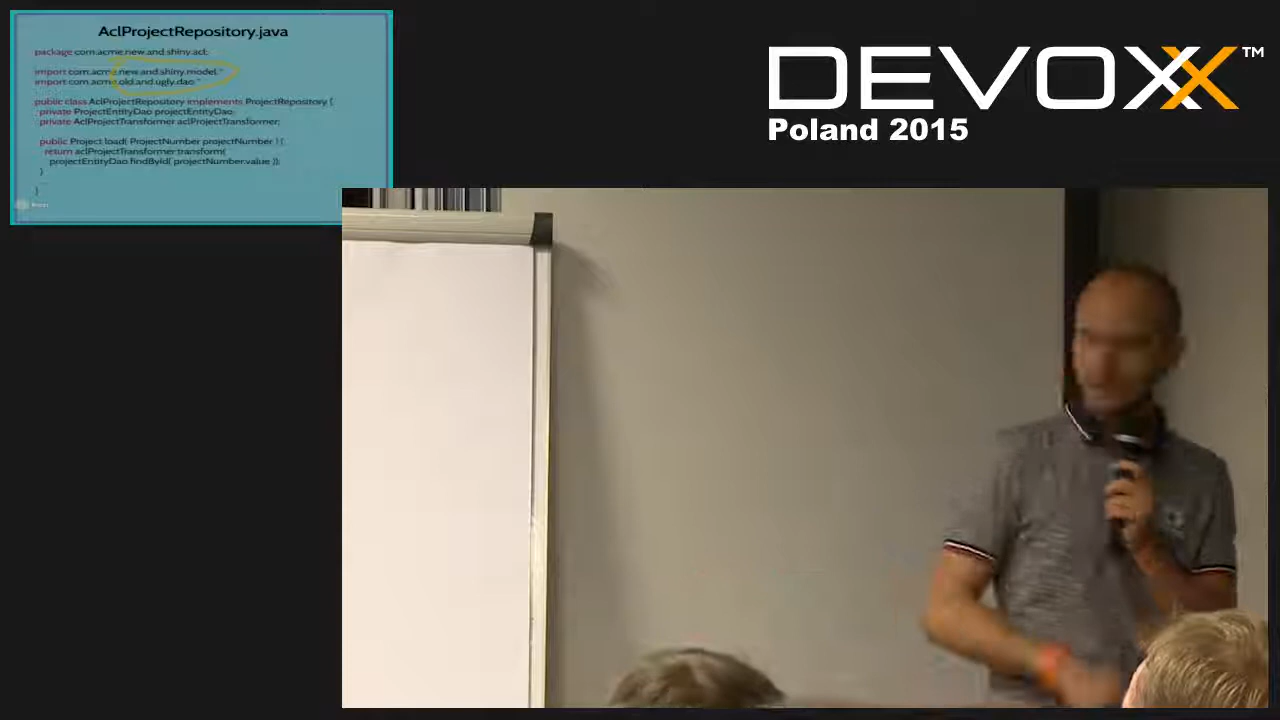 AclProjectRepository.java
package com.acme.new.and.shiny.acl;
import com.acme.new.and.shiny.model.*
import com.acme.old.and.ugly.dao.*
public class AclProjectRepository implements ProjectRepository {
private ProjectEntityDao projectEntityDao;
private AclProjectTransformer aclProjectTransformer;
public Project load( ProjectNumber projectNumber ) {
return aclProjectTransformer.transform(
projectEntityDao.findById( projectNumber.value ));
}
}
DEVOXX™
Poland 2015